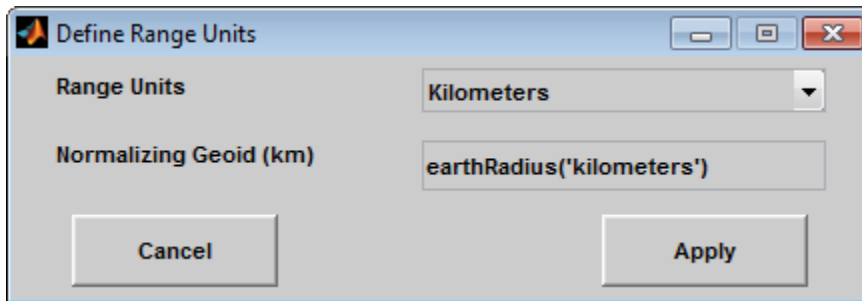 Define Range Units
Range Units
Kilometers
Normalizing Geoid (km)
earthRadius('kilometers')
Cancel
Apply